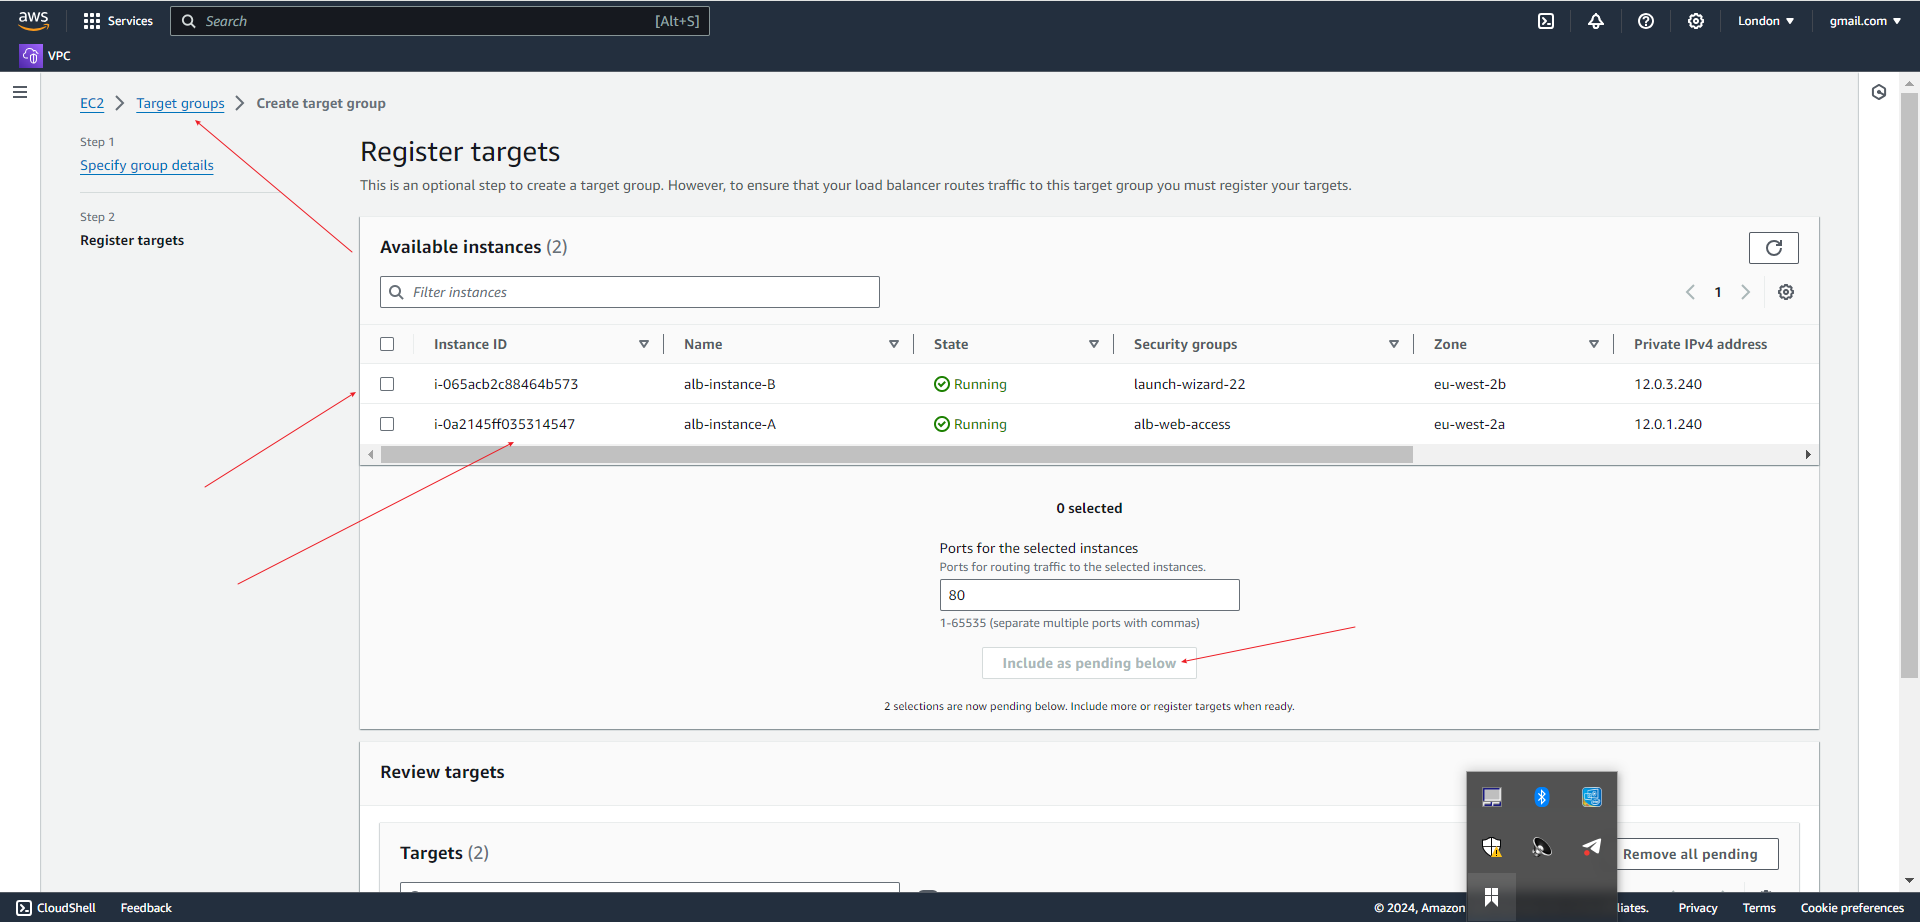 aws
Services
Search [Alt+S]
London
gmail.com
VPC
EC2 Target groups Create target group
Step 1
Specify group details
Step 2
Register targets
Register targets
This is an optional step to create a target group. However, to ensure that your load balancer routes traffic to this target group you must register your targets.
Available instances (2)
Filter instances
1
Instance ID Name State Security groups Zone Private IPv4 address
i-065acb2c88464b573 alb-instance-B Running launch-wizard-22 eu-west-2b 12.0.3.240
i-0a2145ff035314547 alb-instance-A Running alb-web-access eu-west-2a 12.0.1.240
0 selected
Ports for the selected instances
Ports for routing traffic to the selected instances.
80
1-65535 (separate multiple ports with commas)
Include as pending below
2 selections are now pending below. Include more or register targets when ready.
Review targets
Targets (2)
Remove all pending
CloudShell Feedback © 2024, Amazon liates. Privacy Terms Cookie preferences